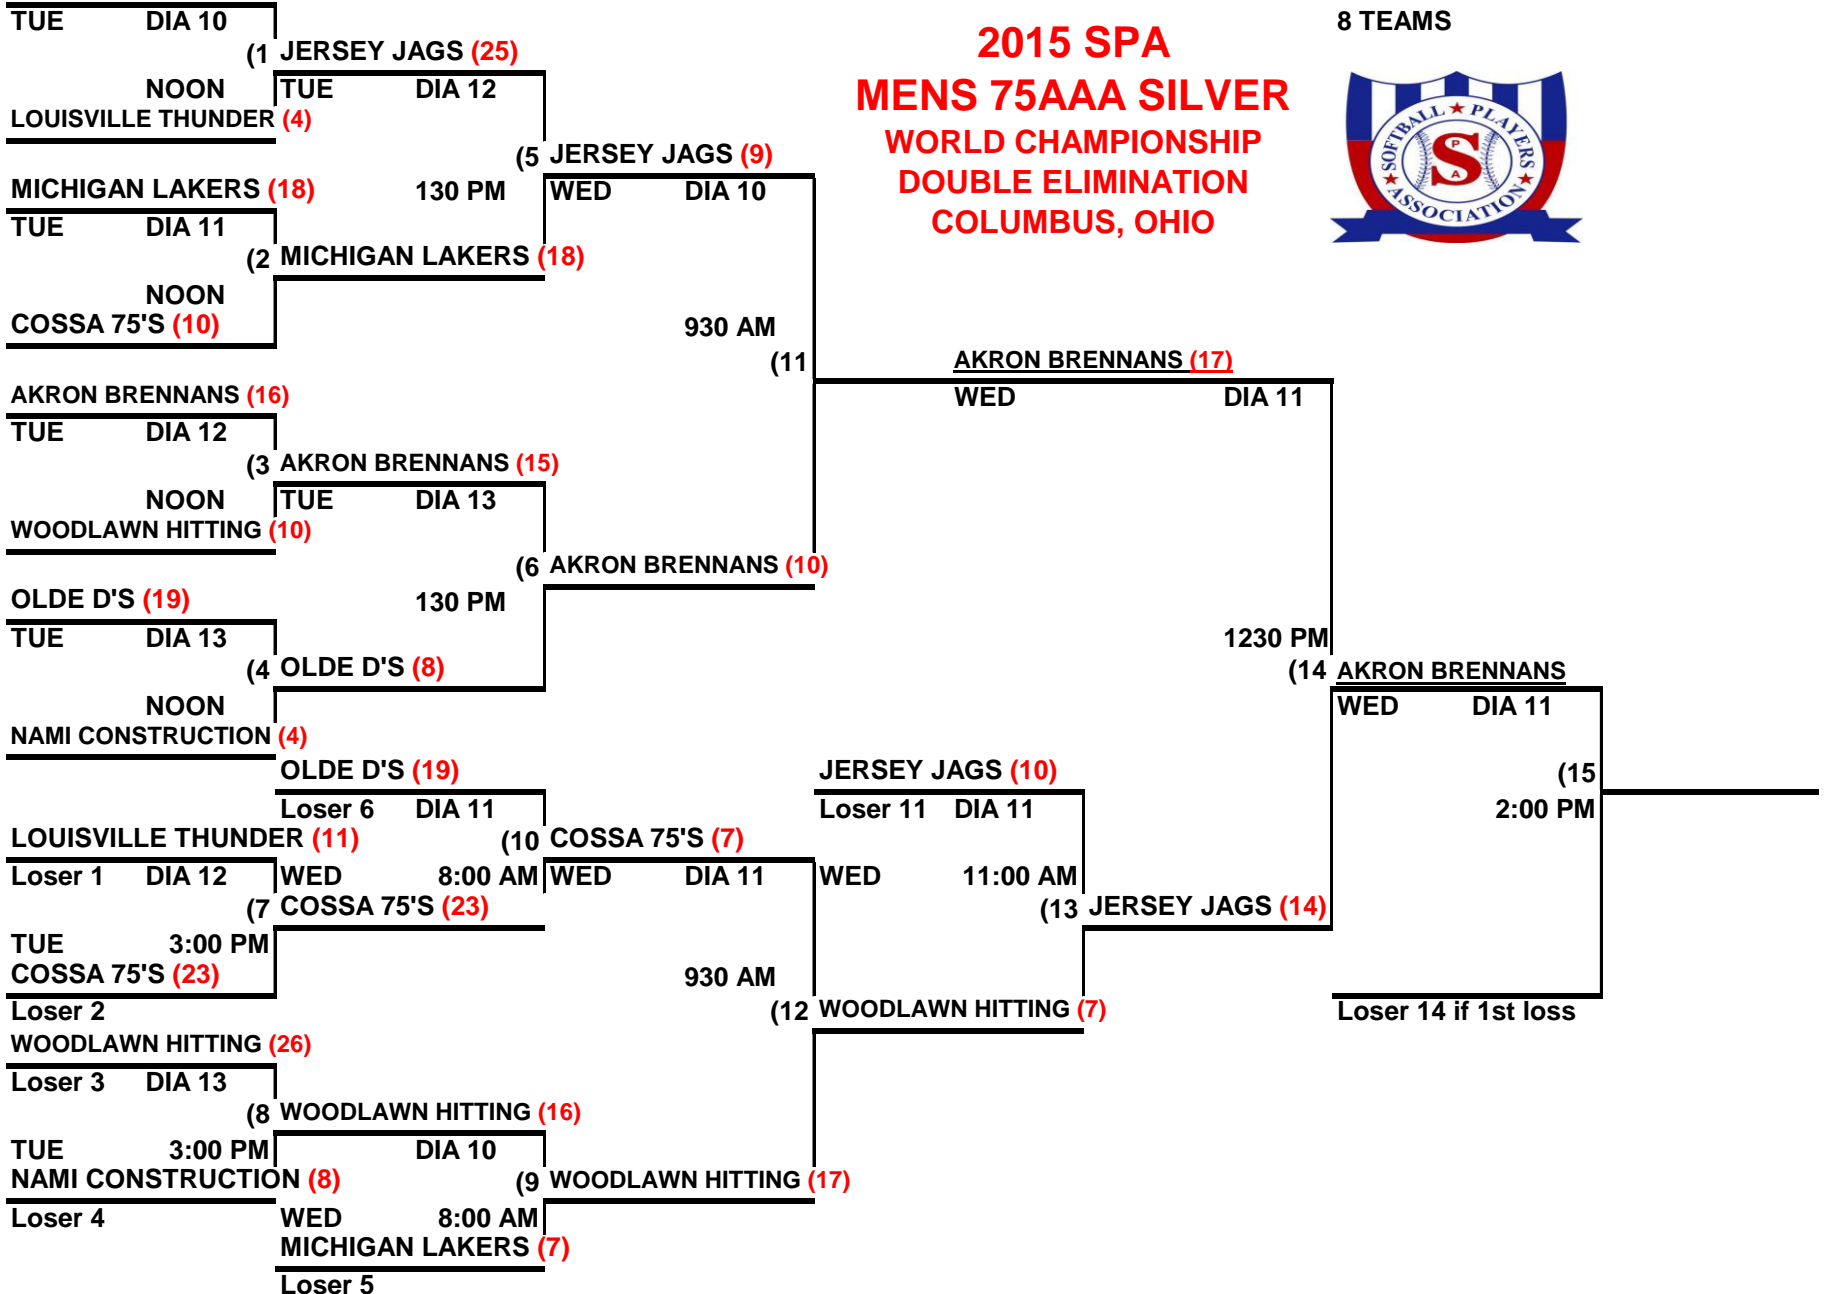 TUE DIA 10
(1 JERSEY JAGS (25)
NOON
LOUISVILLE THUNDER (4)
TUE DIA 12
MICHIGAN LAKERS (18)
TUE DIA 11
(2 MICHIGAN LAKERS (18)
NOON
COSSA 75'S (10)
130 PM
(5 JERSEY JAGS (9)
WED DIA 10
AKRON BRENNANS (16)
TUE DIA 12
(3 AKRON BRENNANS (15)
NOON
WOODLAWN HITTING (10)
TUE DIA 13
OLDE D'S (19)
TUE DIA 13
(4 OLDE D'S (8)
NOON
NAMI CONSTRUCTION (4)
130 PM
(6 AKRON BRENNANS (10)
930 AM
(11 AKRON BRENNANS (17)
WED DIA 11
2015 SPA
MENS 75AAA SILVER
WORLD CHAMPIONSHIP
DOUBLE ELIMINATION
COLUMBUS, OHIO
8 TEAMS
SOFTBALL PLAYERS
SPA
ASSOCIATION
1230 PM
(14 AKRON BRENNANS
WED DIA 11
(15
2:00 PM
Loser 14 if 1st loss
OLDE D'S (19)
Loser 6 DIA 11
(10 COSSA 75'S (7)
WED 8:00 AM
LOUISVILLE THUNDER (11)
Loser 1 DIA 12
(7 COSSA 75'S (23)
TUE 3:00 PM
COSSA 75'S (23)
Loser 2
WED DIA 11
930 AM
(12 WOODLAWN HITTING (7)
JERSEY JAGS (10)
Loser 11 DIA 11
WED 11:00 AM
(13 JERSEY JAGS (14)
WOODLAWN HITTING (26)
Loser 3 DIA 13
(8 WOODLAWN HITTING (16)
TUE 3:00 PM
NAMI CONSTRUCTION (8)
Loser 4
DIA 10
(9 WOODLAWN HITTING (17)
WED 8:00 AM
MICHIGAN LAKERS (7)
Loser 5